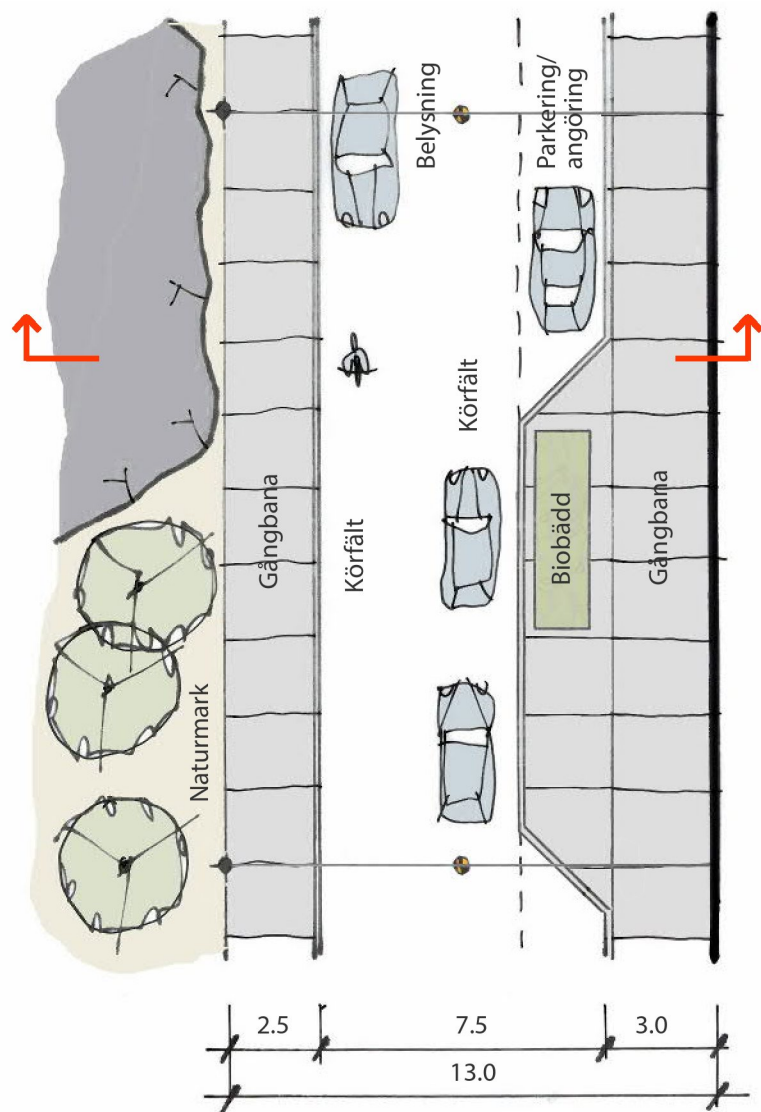 Belysning
Parkering/
angöring
Körfält
Gångbana
Körfält
Biobädd
Gångbana
Naturmark
2.5
7.5
3.0
13.0